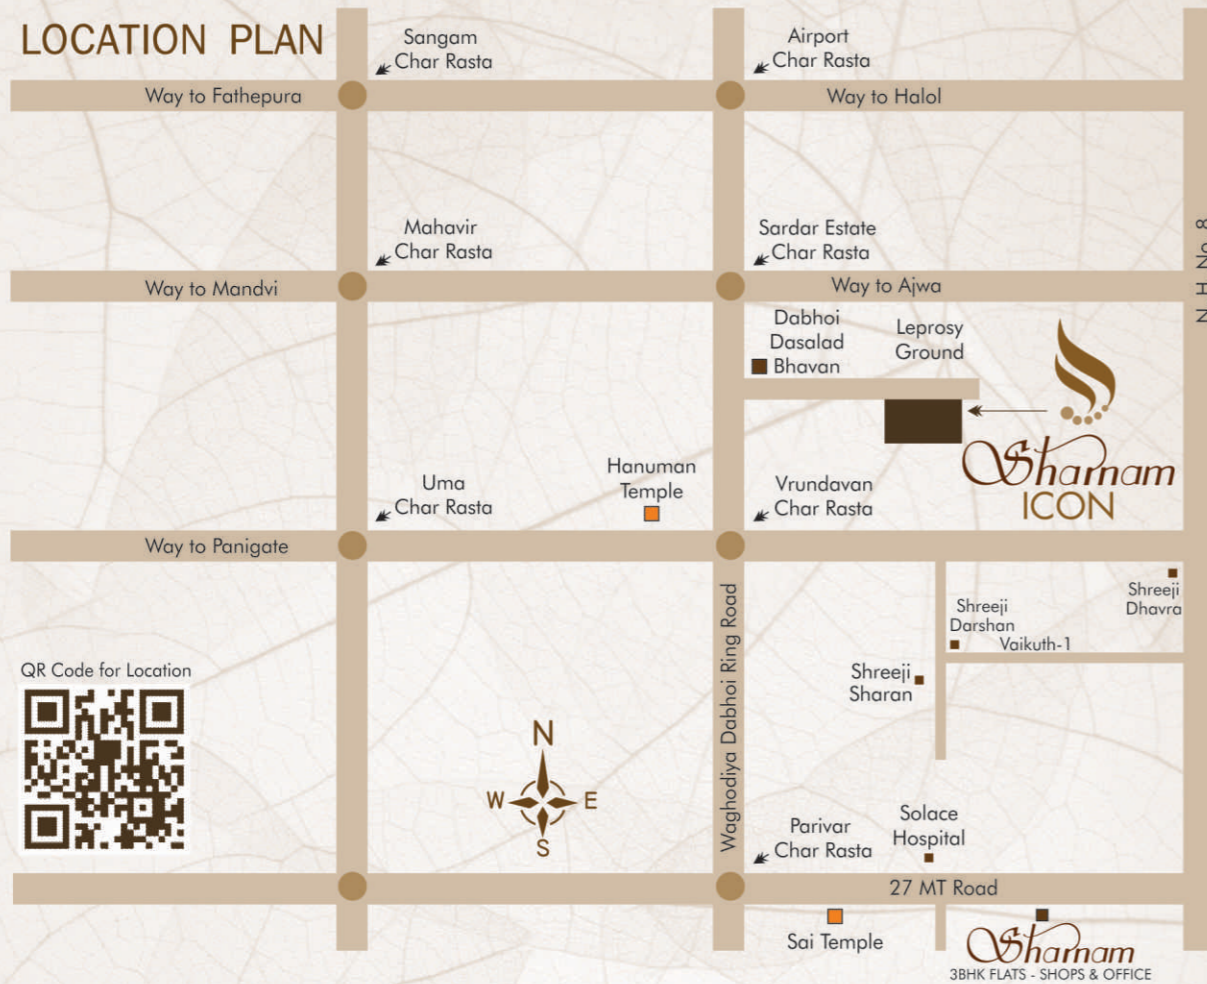 LOCATION PLAN
Sangam
Char Rasta
Airport
Char Rasta
Way to Fathepura
Way to Halol
Mahavir
Char Rasta
Sardar Estate
Char Rasta
N H No 8
Way to Mandvi
Way to Ajwa
Dabhoi
Dasalad
Bhavan
Leprosy
Ground
Sharnam
ICON
Uma
Char Rasta
Hanuman
Temple
Vrundavan
Char Rasta
Way to Panigate
Waghodiya Dabhoi Ring Road
Shreeji
Dhavra
Shreeji
Darshan
Vaikuth-1
Shreeji
Sharan
QR Code for Location
N
W
E
S
Parivar
Char Rasta
Solace
Hospital
27 MT Road
Sai Temple
Sharnam
3BHK FLATS - SHOPS & OFFICE